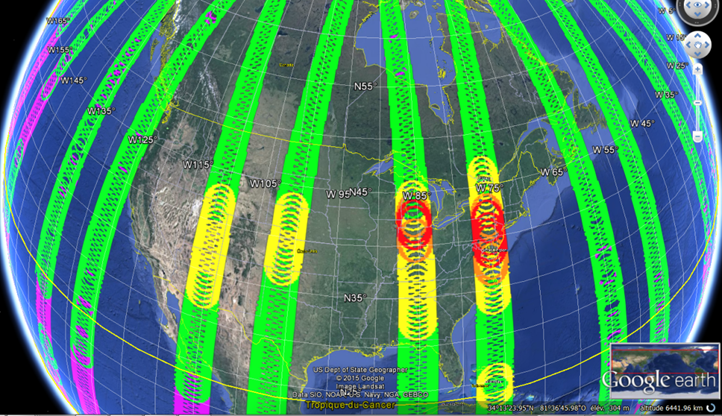 W165°
W155°
W145°
W135°
W125°
W115°
W105°
W 95°
N45°
W 85°
W 75°
W 65°
W 55°
W 45°
W 35°
W 25°
W 15°
W 5°
N55°
N35°
US Dept of State Geographer
© 2015 Google
Image Landsat
Data SIO, NOAA, U.S. Navy, NGA, GEBCO
Tropique du Cancer
Google earth
34°13'23.95"N 81°36'45.98"O élév. 304 m altitude 6441.96 km